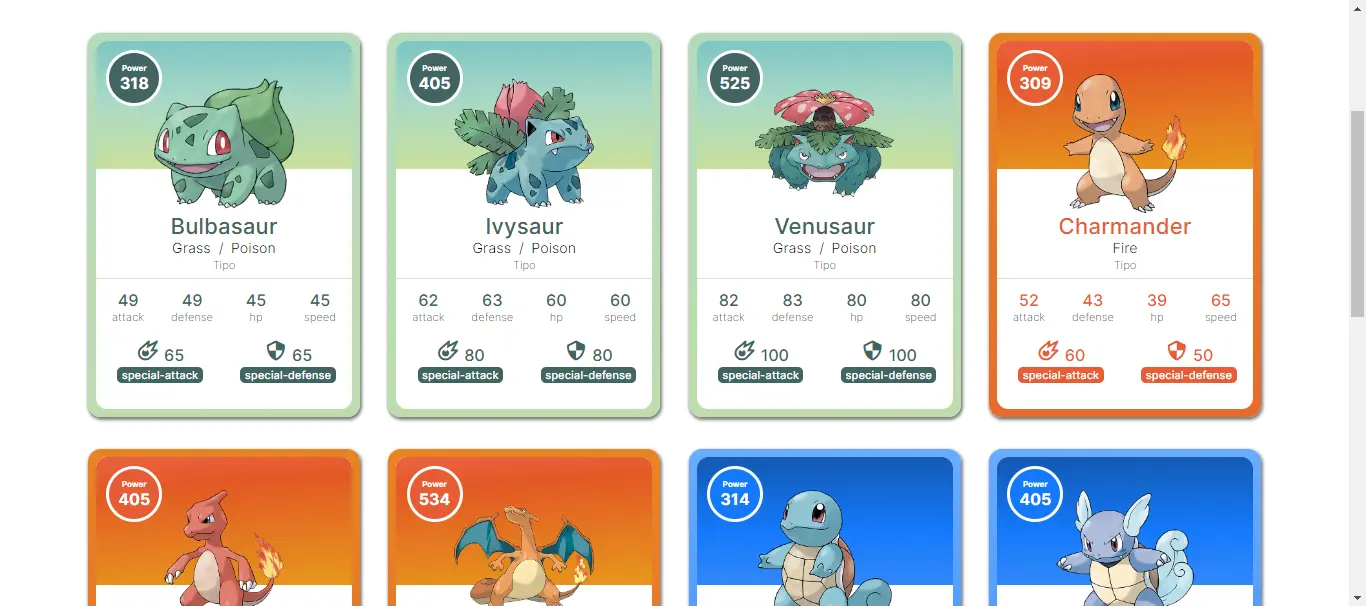 Power
318
Bulbasaur
Grass / Poison
Tipo
49 49 45 45
attack defense hp speed
65 65
special-attack special-defense
Power
405
Ivysaur
Grass / Poison
Tipo
62 63 60 60
attack defense hp speed
80 80
special-attack special-defense
Power
525
Venusaur
Grass / Poison
Tipo
82 83 80 80
attack defense hp speed
100 100
special-attack special-defense
Power
309
Charmander
Fire
Tipo
52 43 39 65
attack defense hp speed
60 50
special-attack special-defense
Power
405
Power
534
Power
314
Power
405